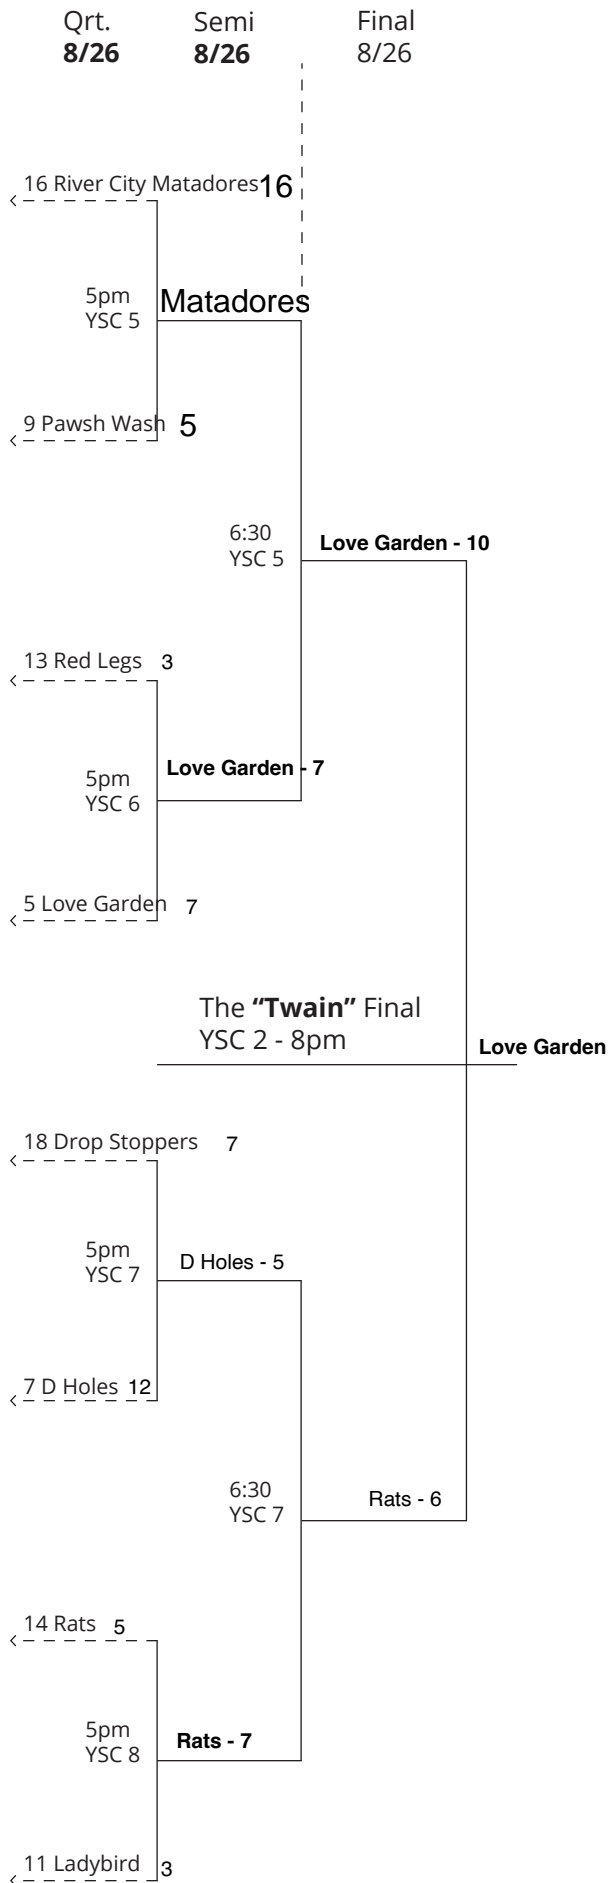 Qrt. Semi Final
8/26 8/26 8/26
16 River City Matadores 16
5pm
YSC 5
Matadores
9 Pawsh Wash 5
6:30
YSC 5
Love Garden - 10
13 Red Legs 3
5pm
YSC 6
Love Garden - 7
5 Love Garden 7
The “Twain” Final
YSC 2 - 8pm
Love Garden
18 Drop Stoppers 7
5pm
YSC 7
D Holes - 5
7 D Holes 12
6:30
YSC 7
Rats - 6
14 Rats 5
5pm
YSC 8
Rats - 7
11 Ladybird 3